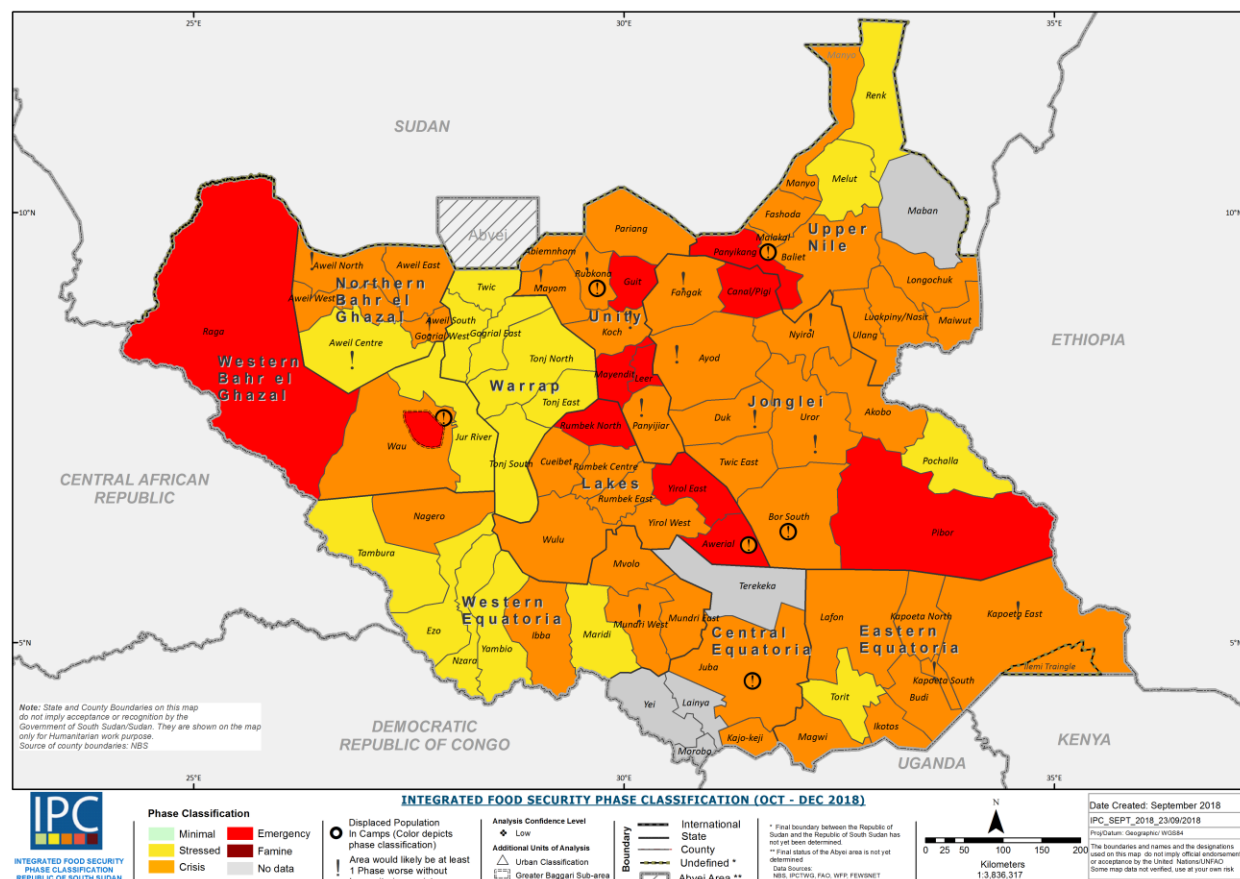 25°E
30°E
35°E
SUDAN
Manyo
Renk
Melut
Maban
10°N
10°N
Abyei
Manyo
Fashoda
Upper
Nile
Pariang
Malakal
Panyikang
Baliet
Abiemnhom
Rubkona
Mayom
Guit
Fangak
Canal/Pigi
Longochuk
Luakpiny/Nasir
Maiwut
Aweil North
Aweil East
Northern
Bahr el
Ghazal
Aweil West
Aweil South
Gogrial West
Aweil Centre
Twic
Gogrial East
Unity
Koch
Nyirol
Ulang
ETHIOPIA
Raga
Western
Bahr el
Ghazal
Tonj North
Warrap
Tonj East
Mayendit
Leer
Ayod
Jonglei
Duk
Uror
Akobo
Rumbek North
Panyijiar
Wau
Jur River
Tonj South
Cueibet
Rumbek Centre
Lakes
Rumbek East
Twic East
Pochalla
CENTRAL AFRICAN
REPUBLIC
Yirol East
Yirol West
Awerial
Bor South
Pibor
Nagero
Tambura
Wulu
Mvolo
Terekeka
Western
Equatoria
Ezo
Nzara
Yambio
Ibba
Maridi
Mundri West
Mundri East
Central
Equatoria
Juba
Lafon
Kapoeta North
Eastern
Equatoria
Kapoeta East
5°N
5°N
Ilemi Traingle
Kapoeta South
Torit
Budi
Ikotos
Magwi
Kajo-keji
Yei
Lainya
Morobo
DEMOCRATIC
REPUBLIC OF CONGO
UGANDA
KENYA
Note: State and County Boundaries on this map
do not imply acceptance or recognition by the
Government of South Sudan/Sudan. They are shown on the map
only for Humanitarian work purpose.
Source of county boundaries: NBS
25°E
30°E
35°E
INTEGRATED FOOD SECURITY PHASE CLASSIFICATION (OCT - DEC 2018)
IPC
INTEGRATED FOOD SECURITY
PHASE CLASSIFICATION
REPUBLIC OF SOUTH SUDAN
Phase Classification
Minimal
Stressed
Crisis
Emergency
Famine
No data
Displaced Population
In Camps (Color depicts
phase classification)
! Area would likely be at least
1 Phase worse without
Analysis Confidence Level
Low
Additional Units of Analysis
Urban Classification
Greater Baggari Sub-area
Boundary
International
State
County
Undefined *
Abyei Area **
* Final boundary between the Republic of
Sudan and the Republic of South Sudan has
not yet been determined.
** Final status of the Abyei area is not yet
determined
Data Sources:
NBS, IPCTWG, FAO, WFP, FEWSNET
N
0 25 50 100 150 200
Kilometers
1:3,836,317
Date Created: September 2018
IPC_SEPT_2018_23/09/2018
Proj/Datum: Geographic/ WGS84
The boundaries and names and the designations
used on this map do not imply official endorsement
or acceptance by the United Nations/UNFAO
Some map data not verified, use at your own risk